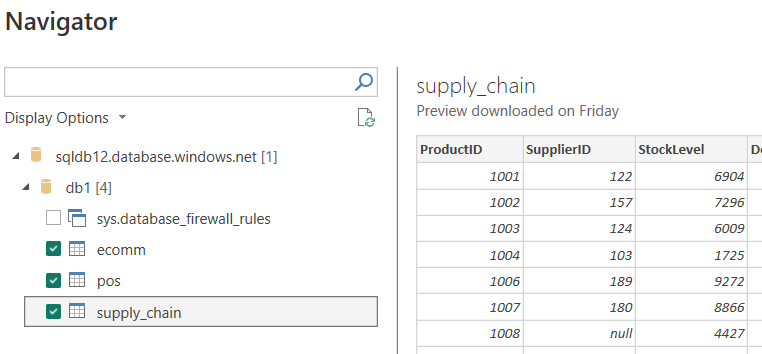 Navigator
Display Options
sqldb12.database.windows.net [1]
db1 [4]
sys.database_firewall_rules
ecomm
pos
supply_chain
supply_chain
Preview downloaded on Friday
ProductID SupplierID StockLevel
1001 122 6904
1002 157 7296
1003 124 6009
1004 103 1725
1006 189 9272
1007 180 8866
1008 null 4427